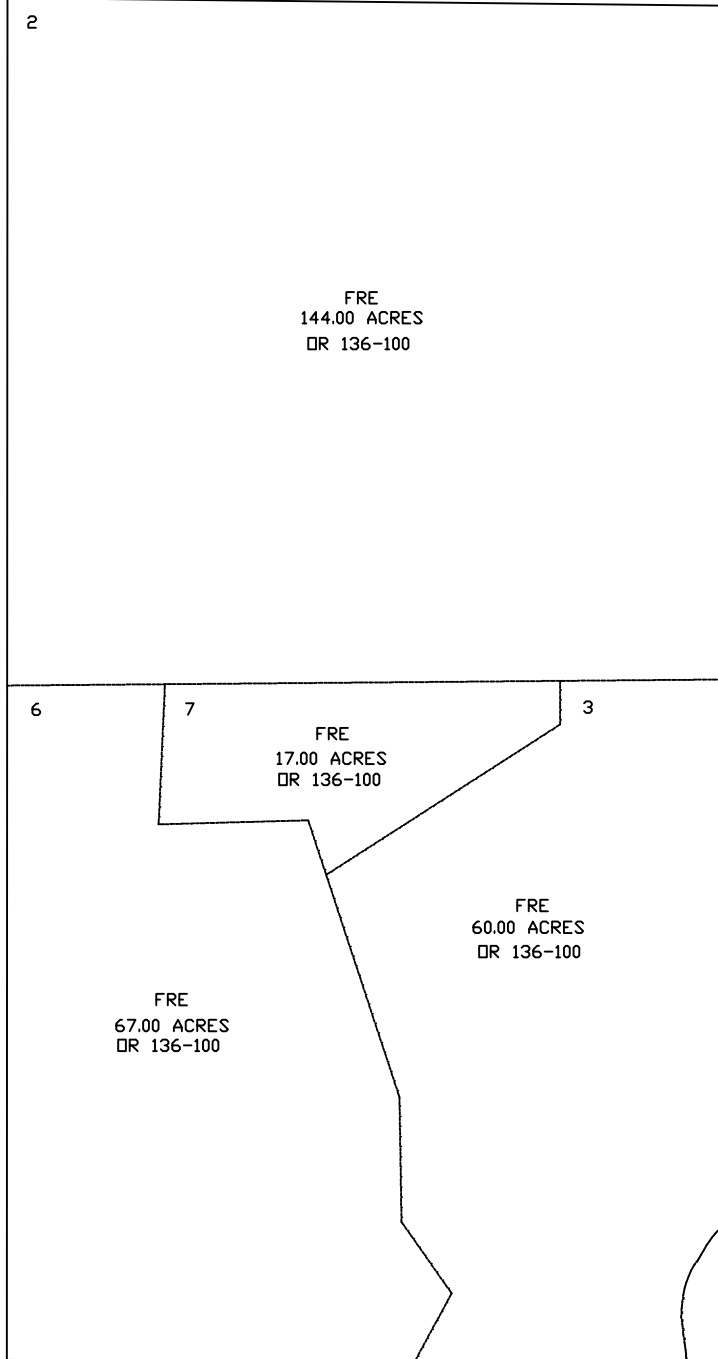 2
FRE
144.00 ACRES
OR 136-100
6
7
3
FRE
17.00 ACRES
OR 136-100
FRE
60.00 ACRES
OR 136-100
FRE
67.00 ACRES
OR 136-100